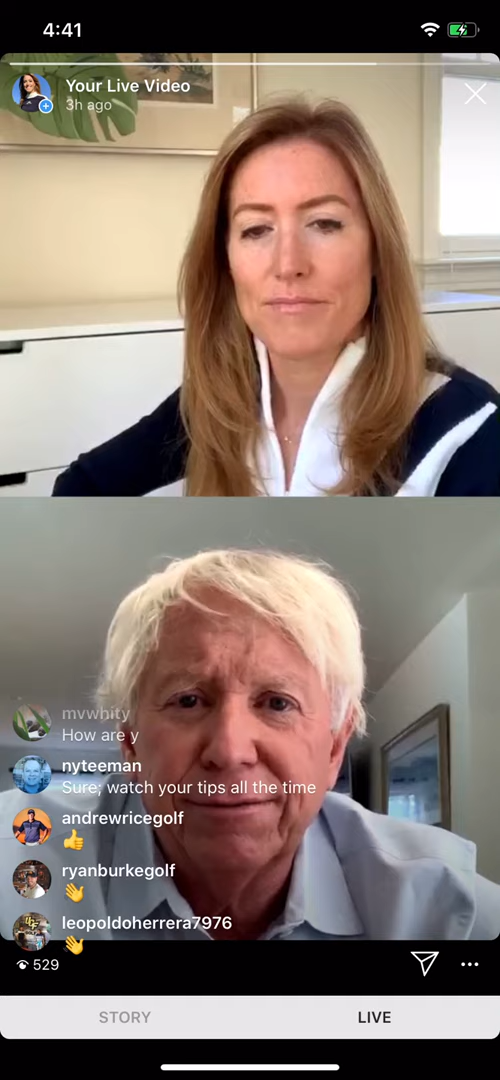 4:41
Your Live Video
3h ago
mvwhity
How are y
nyteeman
Sure; watch your tips all the time
andrewricegolf
👍
ryanburkegolf
👋
leopoldoherrera7976
👋
529
STORY
LIVE